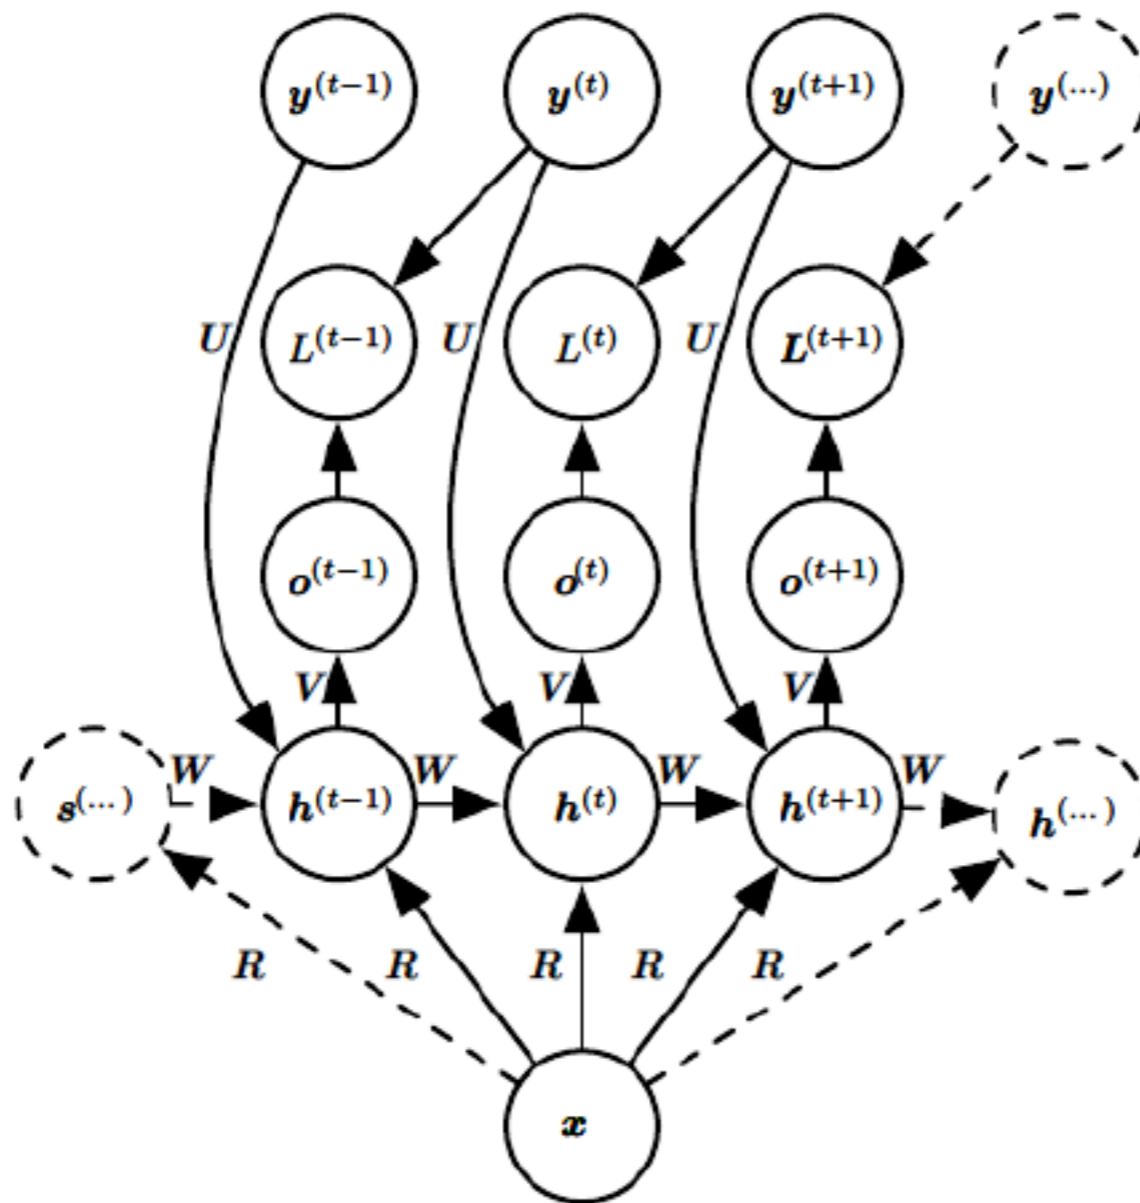 y^(t−1) y^(t) y^(t+1) y^(...)
U L^(t−1) U L^(t) U L^(t+1)
o^(t−1) o^(t) o^(t+1)
V V V
W W W W
s^(...) h^(t−1) h^(t) h^(t+1) h^(...)
R R R R R
x